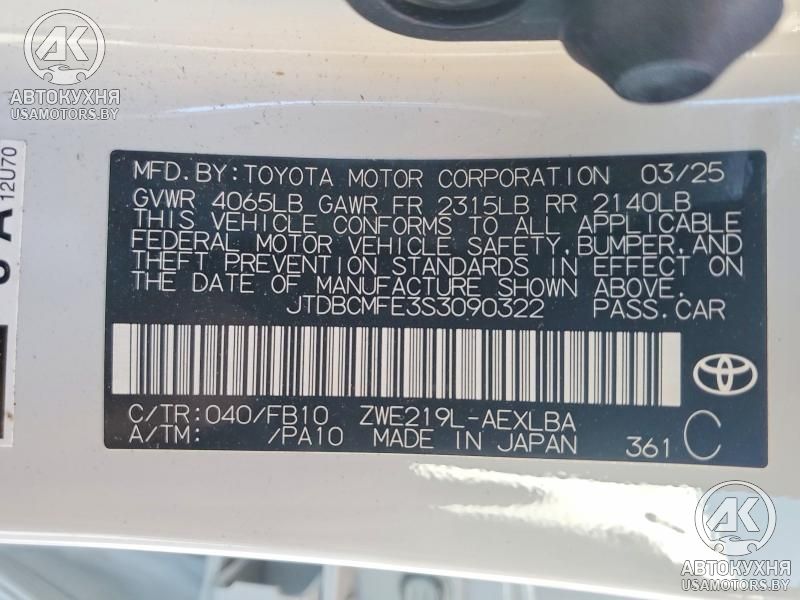 AK
АВТОКУХНЯ
USAMOTORS.BY
12U70
MFD.BY:TOYOTA MOTOR CORPORATION 03/25
GVWR 4065LB GAWR FR 2315LB RR 2140LB
THIS VEHICLE CONFORMS TO ALL APPLICABLE
FEDERAL MOTOR VEHICLE SAFETY,BUMPER,AND
THEFT PREVENTION STANDARDS IN EFFECT ON
THE DATE OF MANUFACTURE SHOWN ABOVE.
JTDBCMFE3S3090322 PASS.CAR
C/TR:040/FB10 ZWE219L-AEXLBA
A/TM: /PA10 MADE IN JAPAN 361 C
AK
АВТОКУХНЯ
USAMOTORS.BY